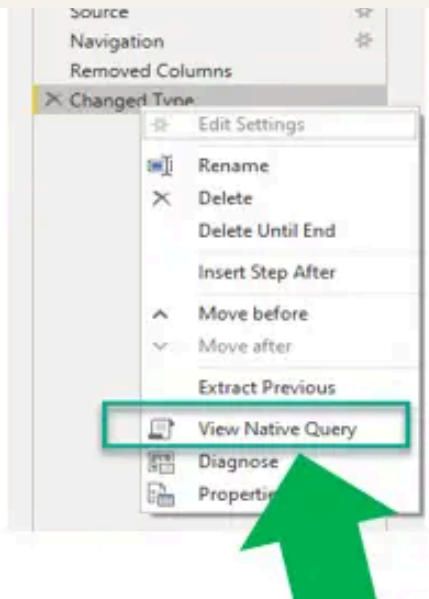 Source
Navigation
Removed Columns
Changed Type
Edit Settings
Rename
Delete
Delete Until End
Insert Step After
Move before
Move after
Extract Previous
View Native Query
Diagnose
Propertie